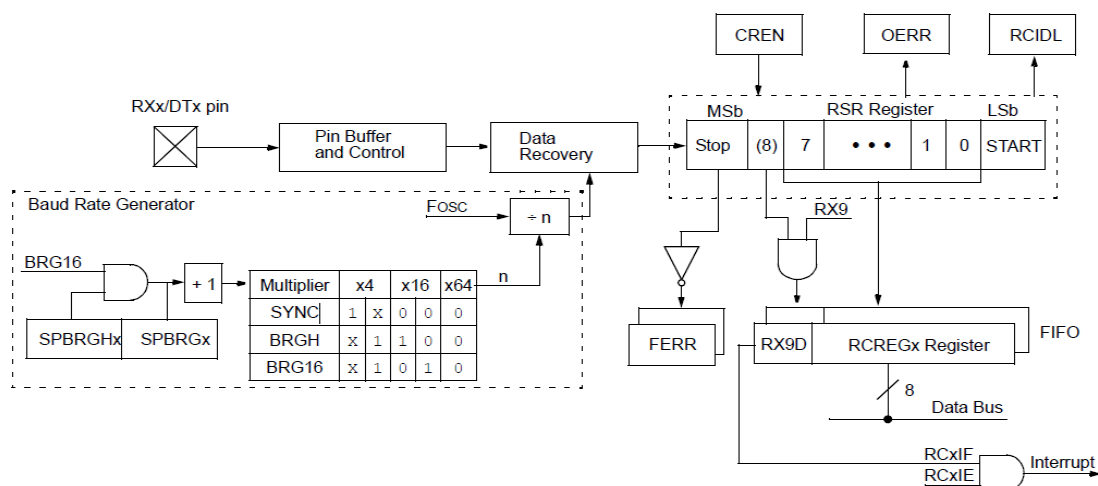 CREN OERR RCIDL
RXx/DTx pin
MSb RSR Register LSb
Pin Buffer
and Control
Data
Recovery
Stop (8) 7 • • • 1 0 START
Baud Rate Generator
FOSC
÷ n
RX9
BRG16
+ 1
n
Multiplier x4 x16 x64
SYNC 1 X 0 0 0
BRGH X 1 1 0 0
BRG16 X 1 0 1 0
SPBRGHx SPBRGx
FERR
RX9D RCREGx Register
FIFO
8
Data Bus
RCxIF
RCxIE
Interrupt